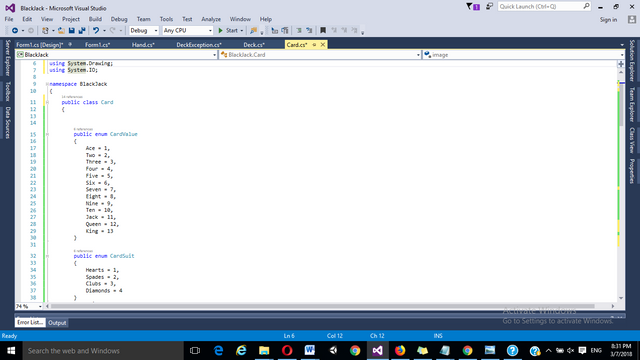 BlackJack - Microsoft Visual Studio
Quick Launch (Ctrl+Q)
File Edit View Project Build Debug Team Tools Test Analyze Window Help
Sign in
Debug Any CPU Start
Form1.cs [Design]* Form1.cs* Hand.cs* DeckException.cs* Deck.cs* Card.cs*
BlackJack BlackJack.Card image
Server Explorer
Toolbox
Data Sources
Solution Explorer
Team Explorer
Class View
Properties
6 using System.Drawing;
7 using System.IO;
8
9 namespace BlackJack
10 {
references
11 public class Card
12 {
references
15 public enum CardValue
16 {
17 Ace = 1,
18 Two = 2,
19 Three = 3,
20 Four = 4,
21 Five = 5,
22 Six = 6,
23 Seven = 7,
24 Eight = 8,
25 Nine = 9,
26 Ten = 10,
27 Jack = 11,
28 Queen = 12,
29 King = 13
30 }
31
references
32 public enum CardSuit
33 {
34 Hearts = 1,
35 Spades = 2,
36 Clubs = 3,
37 Diamonds = 4
38 }
74 %
Activate Windows
Go to Settings to activate Windows.
Error List... Output
Ready Ln 6 Col 12 Ch 12 INS
Search the web and Windows
ENG
8:31 PM
3/7/2018